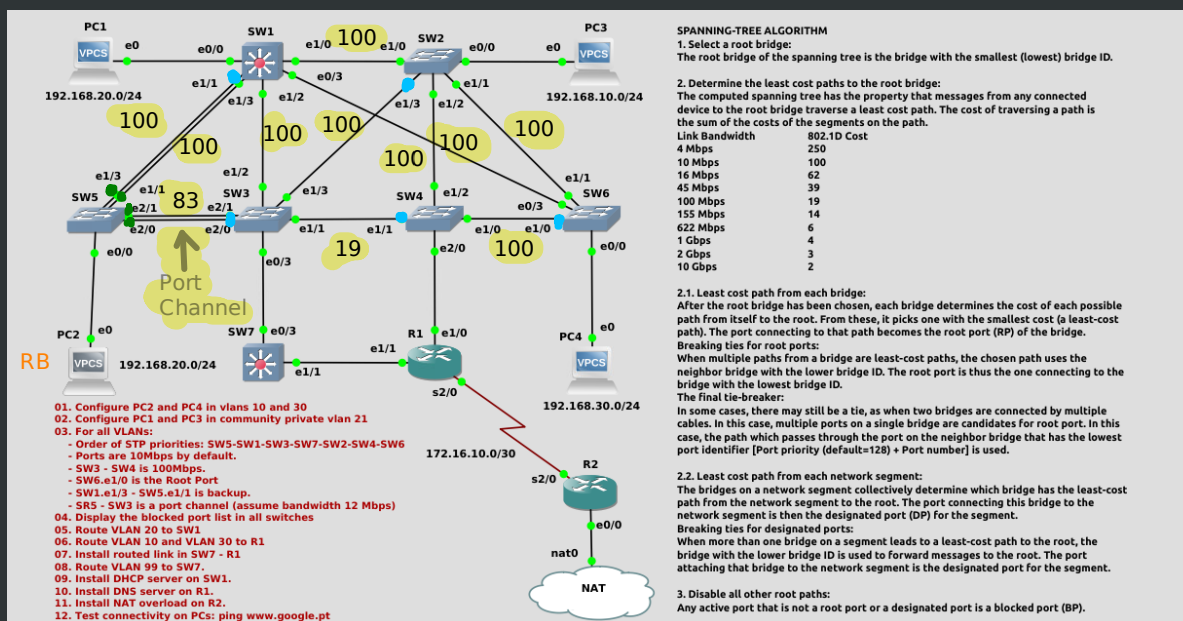 PC1
VPCS
e0
e0/0
SW1
e1/0
100
e1/0
SW2
e0/0
e0
PC3
VPCS
192.168.20.0/24
e1/1
e0/3
e1/3
e1/2
e1/3
e1/2
e1/1
192.168.10.0/24
100
100
100
100
100
100
100
e1/3
e1/1
e1/2
e1/3
e1/2
e1/1
SW5
83
SW3
SW4
e0/3
SW6
e2/1
e2/1
e2/0
e2/0
e1/1
e1/1
e1/0
e1/0
e0/0
e0/0
19
100
e0/3
e2/0
Port
Channel
PC2
e0
SW7
e0/3
R1
e1/0
PC4
e0
RB
VPCS
192.168.20.0/24
e1/1
e1/1
VPCS
s2/0
192.168.30.0/24
01. Configure PC2 and PC4 in vlans 10 and 30
02. Configure PC1 and PC3 in community private vlan 21
03. For all VLANs:
- Order of STP priorities: SW5-SW1-SW3-SW7-SW2-SW4-SW6
- Ports are 10Mbps by default.
- SW3 - SW4 is 100Mbps.
- SW6.e1/0 is the Root Port
- SW1.e1/3 - SW5.e1/1 is backup.
- SR5 - SW3 is a port channel (assume bandwidth 12 Mbps)
04. Display the blocked port list in all switches
05. Route VLAN 20 to SW1
06. Route VLAN 10 and VLAN 30 to R1
07. Install routed link in SW7 - R1
08. Route VLAN 99 to SW7.
09. Install DHCP server on SW1.
10. Install DNS server on R1.
11. Install NAT overload on R2.
12. Test connectivity on PCs: ping www.google.pt
172.16.10.0/30
R2
s2/0
e0/0
nat0
NAT
SPANNING-TREE ALGORITHM
1. Select a root bridge:
The root bridge of the spanning tree is the bridge with the smallest (lowest) bridge ID.
2. Determine the least cost paths to the root bridge:
The computed spanning tree has the property that messages from any connected
device to the root bridge traverse a least cost path. The cost of traversing a path is
the sum of the costs of the segments on the path.
Link Bandwidth 802.1D Cost
4 Mbps 250
10 Mbps 100
16 Mbps 62
45 Mbps 39
100 Mbps 19
155 Mbps 14
622 Mbps 6
1 Gbps 4
2 Gbps 3
10 Gbps 2
2.1. Least cost path from each bridge:
After the root bridge has been chosen, each bridge determines the cost of each possible
path from itself to the root. From these, it picks one with the smallest cost (a least-cost
path). The port connecting to that path becomes the root port (RP) of the bridge.
Breaking ties for root ports:
When multiple paths from a bridge are least-cost paths, the chosen path uses the
neighbor bridge with the lower bridge ID. The root port is thus the one connecting to the
bridge with the lowest bridge ID.
The final tie-breaker:
In some cases, there may still be a tie, as when two bridges are connected by multiple
cables. In this case, multiple ports on a single bridge are candidates for root port. In this
case, the path which passes through the port on the neighbor bridge that has the lowest
port identifier [Port priority (default=128) + Port number] is used.
2.2. Least cost path from each network segment:
The bridges on a network segment collectively determine which bridge has the least-cost
path from the network segment to the root. The port connecting this bridge to the
network segment is then the designated port (DP) for the segment.
Breaking ties for designated ports:
When more than one bridge on a segment leads to a least-cost path to the root, the
bridge with the lower bridge ID is used to forward messages to the root. The port
attaching that bridge to the network segment is the designated port for the segment.
3. Disable all other root paths:
Any active port that is not a root port or a designated port is a blocked port (BP).